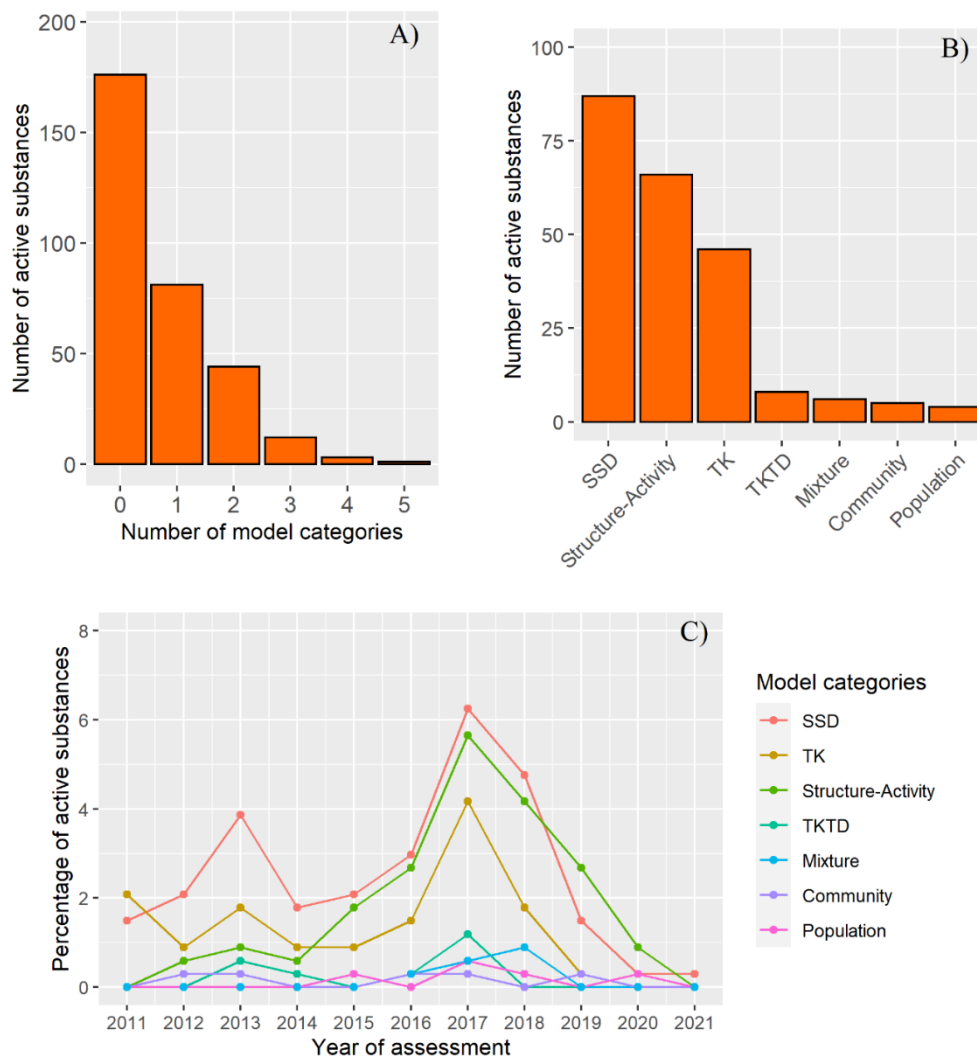 A)
200
150
100
50
0
Number of active substances
0 1 2 3 4 5
Number of model categories
B)
100
75
50
25
0
Number of active substances
SSD
Structure-Activity
TK
TKTD
Mixture
Community
Population
C)
8
6
4
2
0
Percentage of active substances
2011 2012 2013 2014 2015 2016 2017 2018 2019 2020 2021
Year of assessment
Model categories
SSD
TK
Structure-Activity
TKTD
Mixture
Community
Population